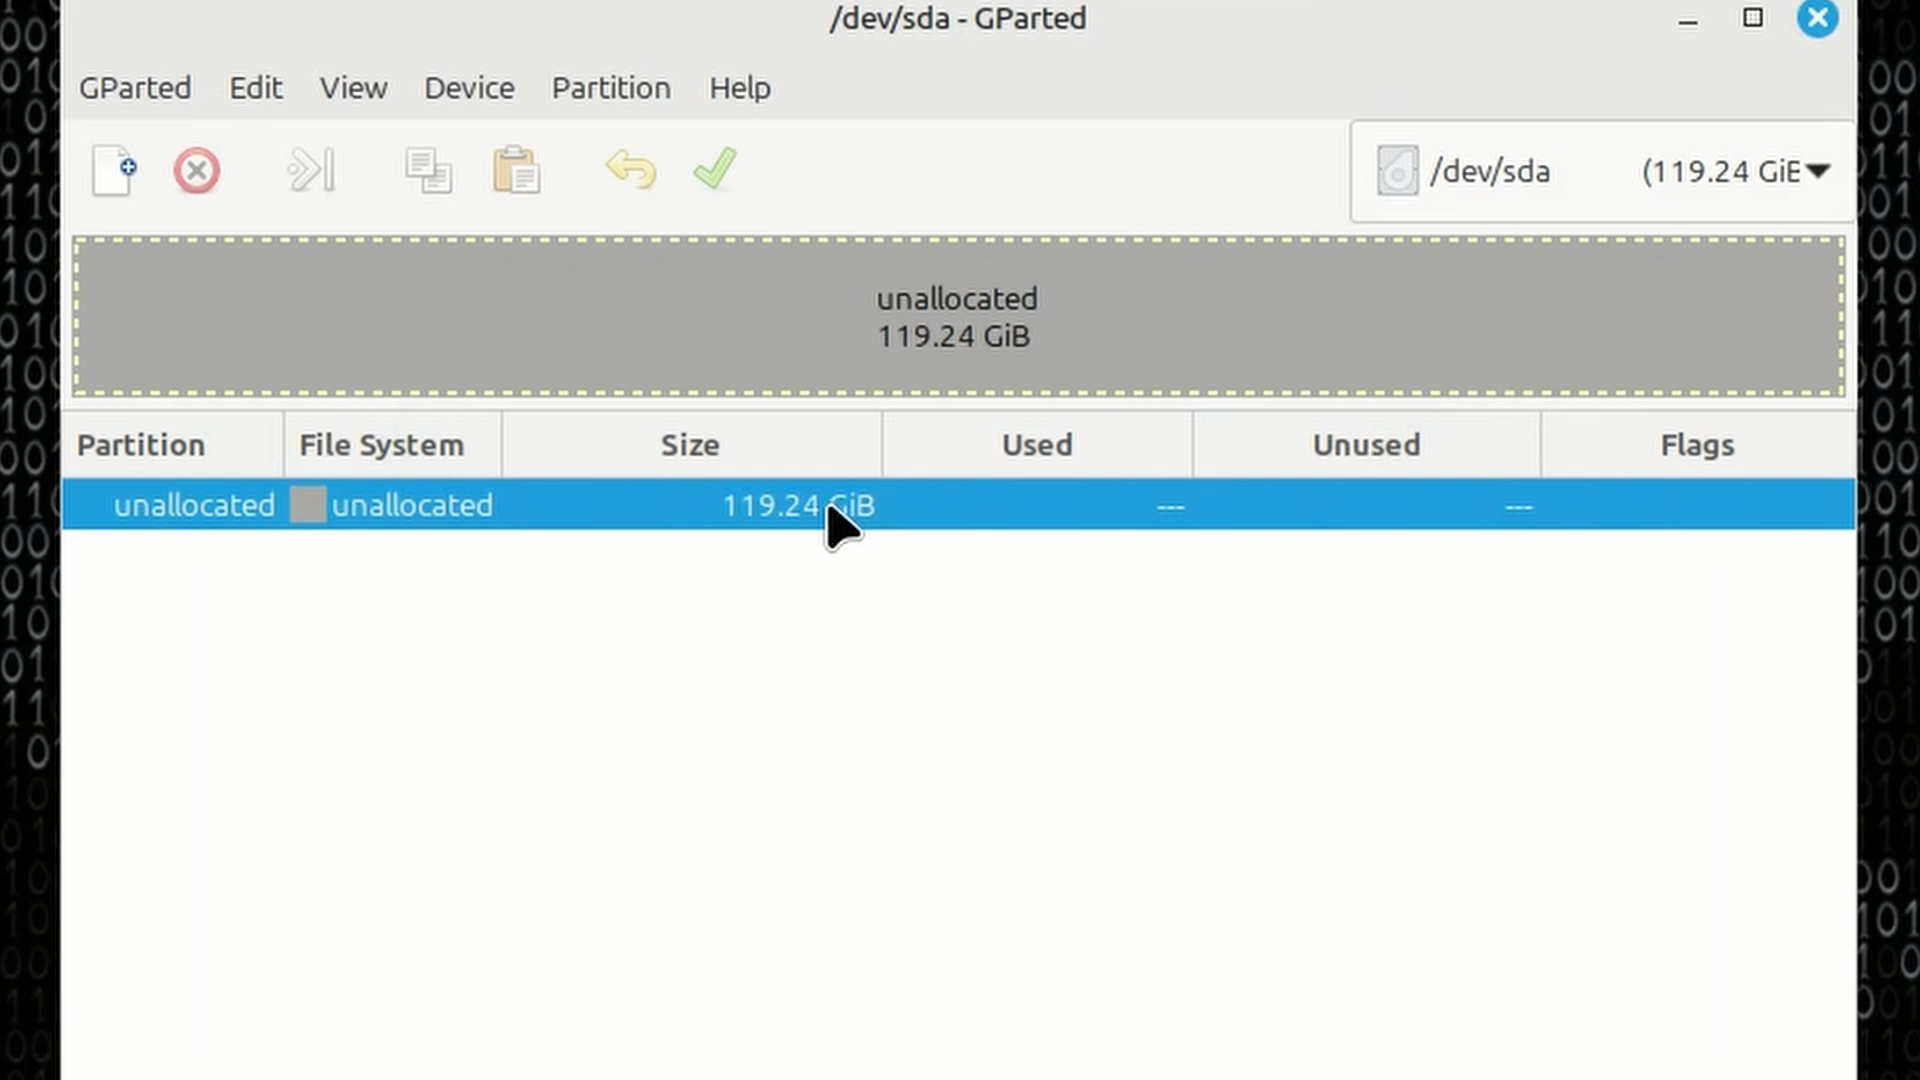 /dev/sda - GParted
GParted Edit View Device Partition Help
/dev/sda (119.24 GiB
unallocated
119.24 GiB
Partition File System Size Used Unused Flags
unallocated unallocated 119.24 GiB --- ---